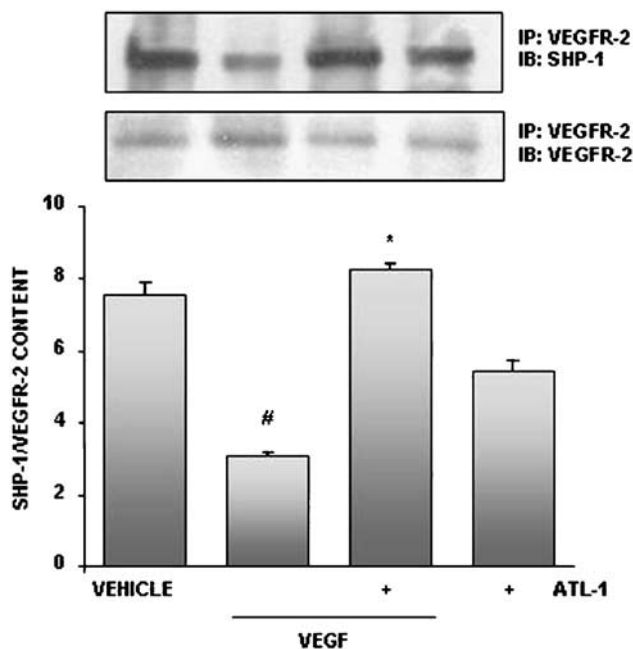 IP: VEGFR-2
IB: SHP-1
IP: VEGFR-2
IB: VEGFR-2
SHP-1/VEGFR-2 CONTENT
10
8
6
4
2
0
#
*
VEHICLE + + ATL-1
VEGF